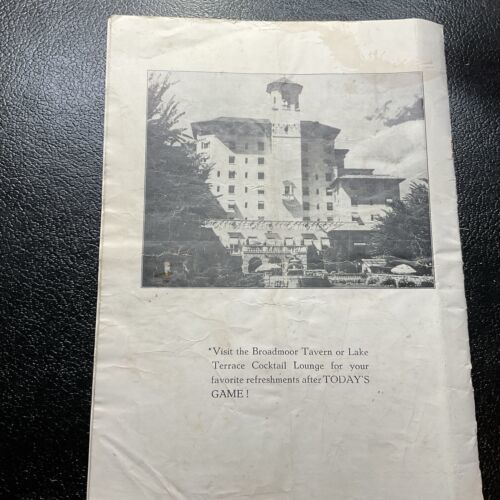 *Visit the Broadmoor Tavern or Lake
Terrace Cocktail Lounge for your
favorite refreshments after TODAY'S
GAME!